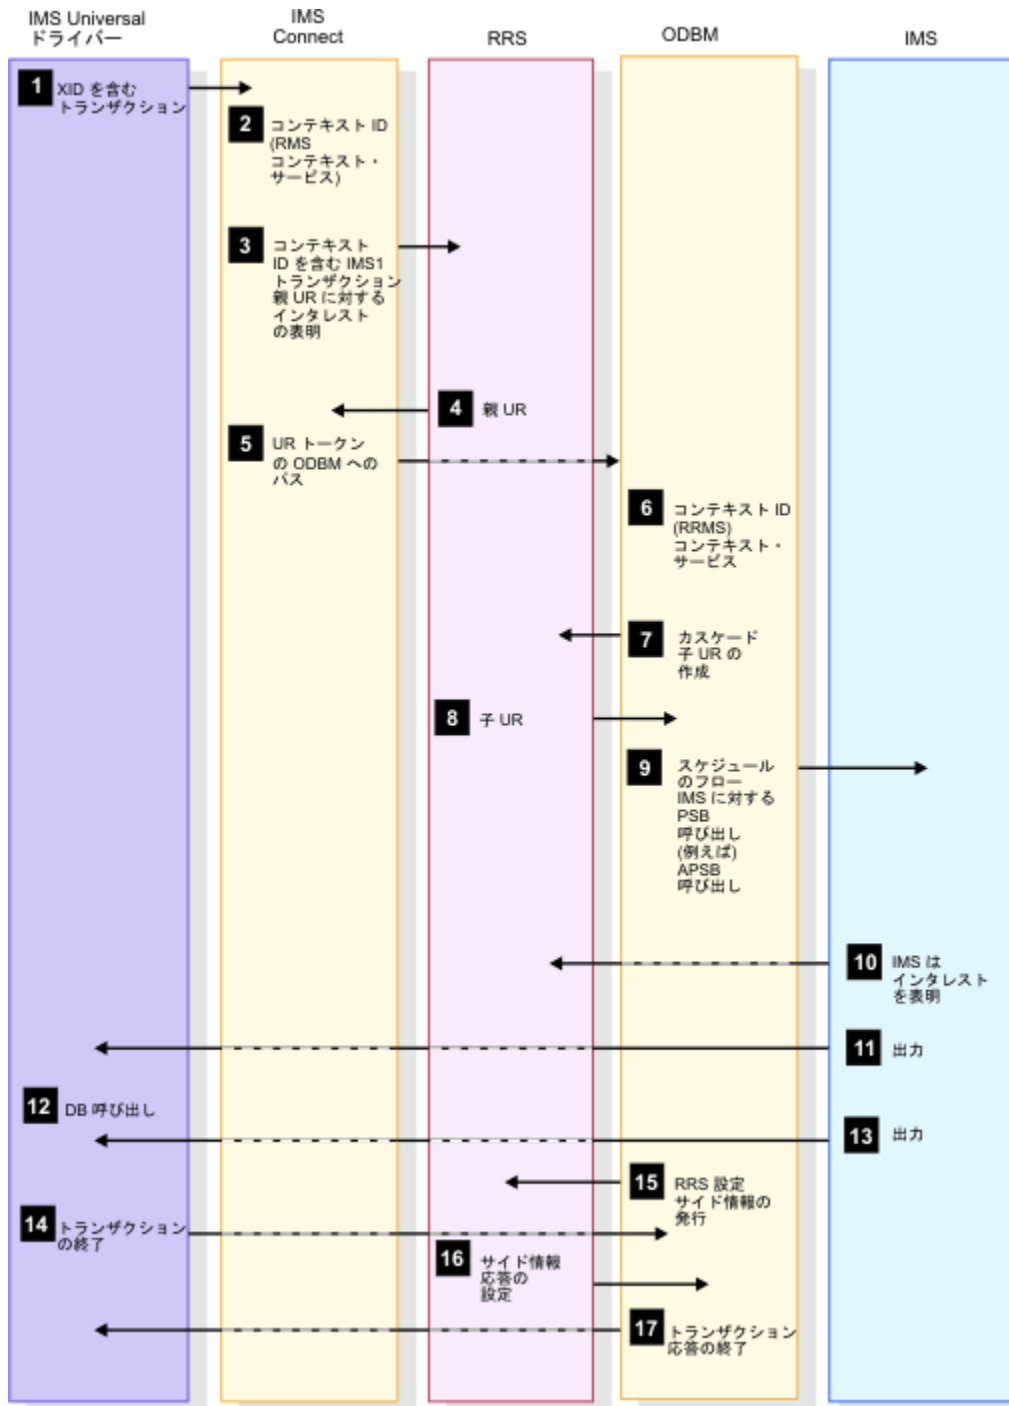 IMS Universal
ドライバー
IMS
Connect
RRS
ODBM
IMS
1
XID を含む
トランザクション
2
コンテキスト ID
(RMS
コンテキスト・
サービス)
3
コンテキスト
ID を含む IMS1
トランザクション
親 UR に対する
インタレスト
の表明
4
親 UR
5
UR トークン
の ODBM への
パス
6
コンテキスト ID
(RRMS)
コンテキスト・
サービス
7
カスケード
子 UR の
作成
8
子 UR
9
スケジュール
のフロー
IMS に対する
PSB
呼び出し
(例えば)
APSB
呼び出し
10
IMS は
インタレスト
を表明
11
出力
12
DB 呼び出し
13
出力
15
RRS 設定
サイド情報の
発行
14
トランザクション
の終了
16
サイド情報
応答の
設定
17
トランザクション
応答の終了